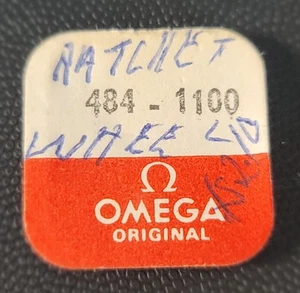 RATCHET
484 - 1100
WHEEL
Ω
OMEGA
ORIGINAL